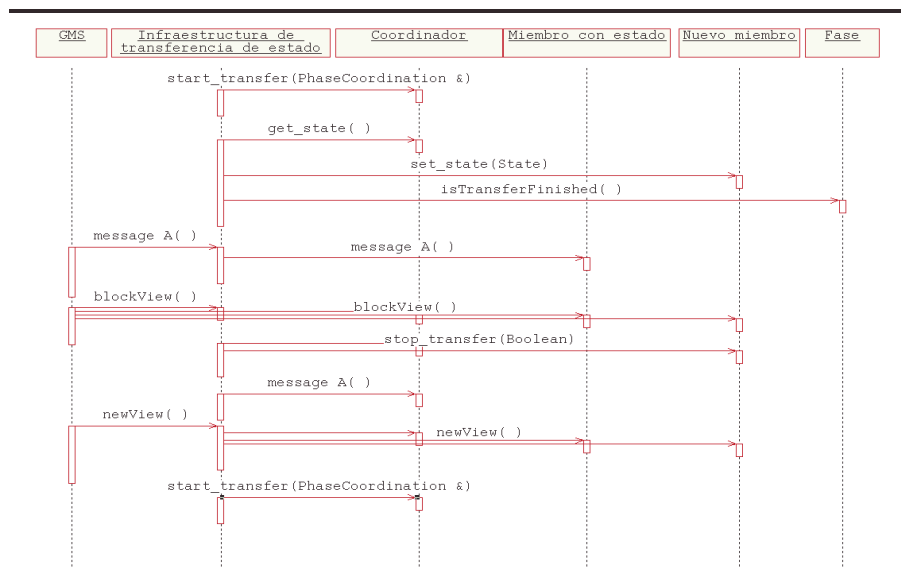 GMS
Infraestructura de
transferencia de estado
Coordinador
Miembro con estado
Nuevo miembro
Fase
start_transfer(PhaseCoordination &)
get_state( )
set_state(State)
isTransferFinished( )
message A( )
message A( )
blockView( )
blockView( )
stop_transfer(Boolean)
message A( )
newView( )
newView( )
start_transfer(PhaseCoordination &)